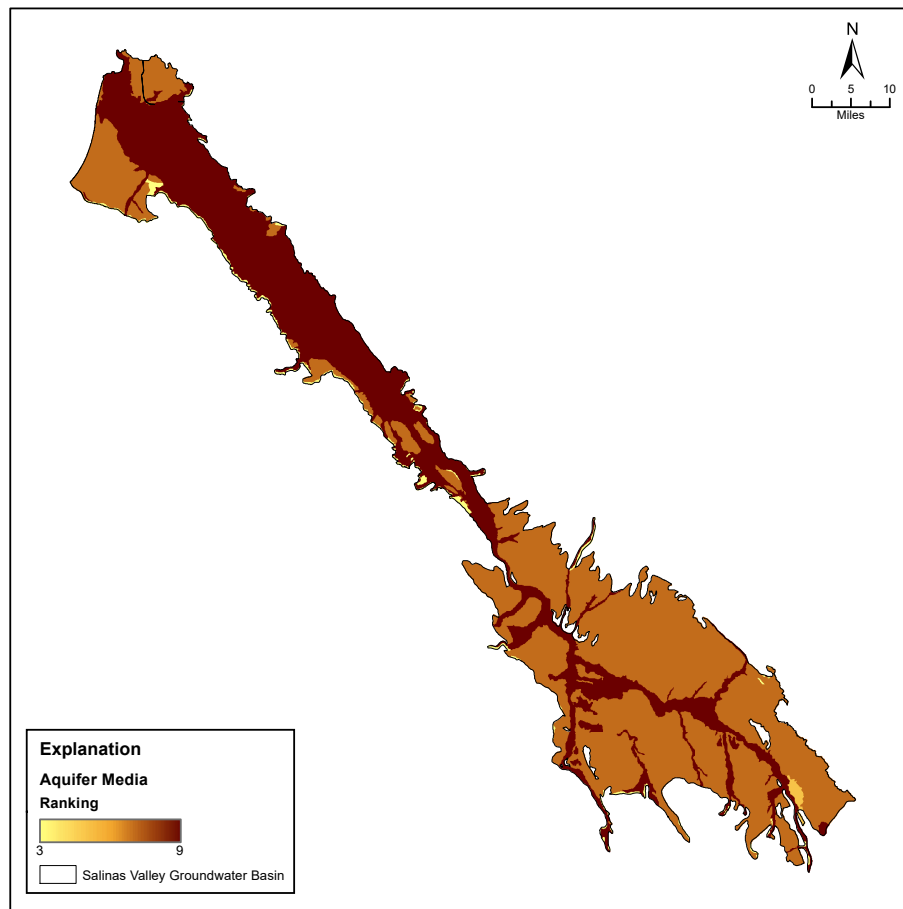 N
0 5 10
Miles
Explanation
Aquifer Media
Ranking
3 9
Salinas Valley Groundwater Basin